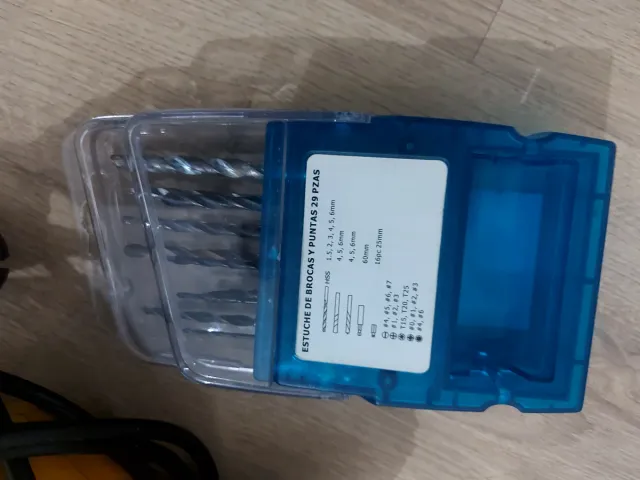 ESTUCHE DE BROCAS Y PUNTAS 29 PZAS
HSS 1.5, 2, 3, 4, 5, 6mm
4, 5, 6mm
4, 5, 6mm
60mm
16pc 25mm
#4, #5, #6, #7
#1, #2, #3
T15, T20, T25
#0, #1, #2, #3
#4, #6